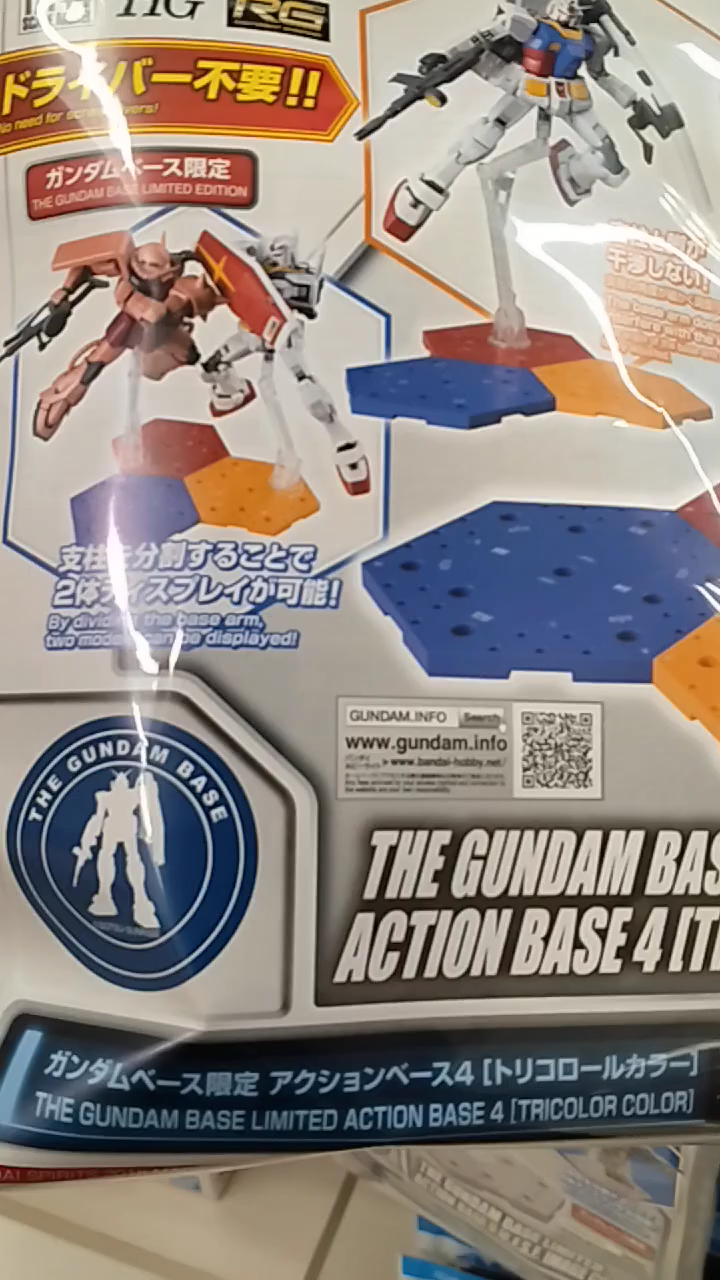 HG
RG
ドライバー不要!!
No need for screwdrivers!
ガンダムベース限定
THE GUNDAM BASE LIMITED EDITION
支柱と脚が
干渉しない!
支柱を分割することで
2体ディスプレイが可能!
By dividing the base arm,
two models can be displayed!
GUNDAM.INFO Search
www.gundam.info
www.bandai-hobby.net/
THE GUNDAM BASE
THE GUNDAM BAS
ACTION BASE 4 [T
ガンダムベース限定 アクションベース4 [トリコロールカラー]
THE GUNDAM BASE LIMITED ACTION BASE 4 [TRICOLOR COLOR]